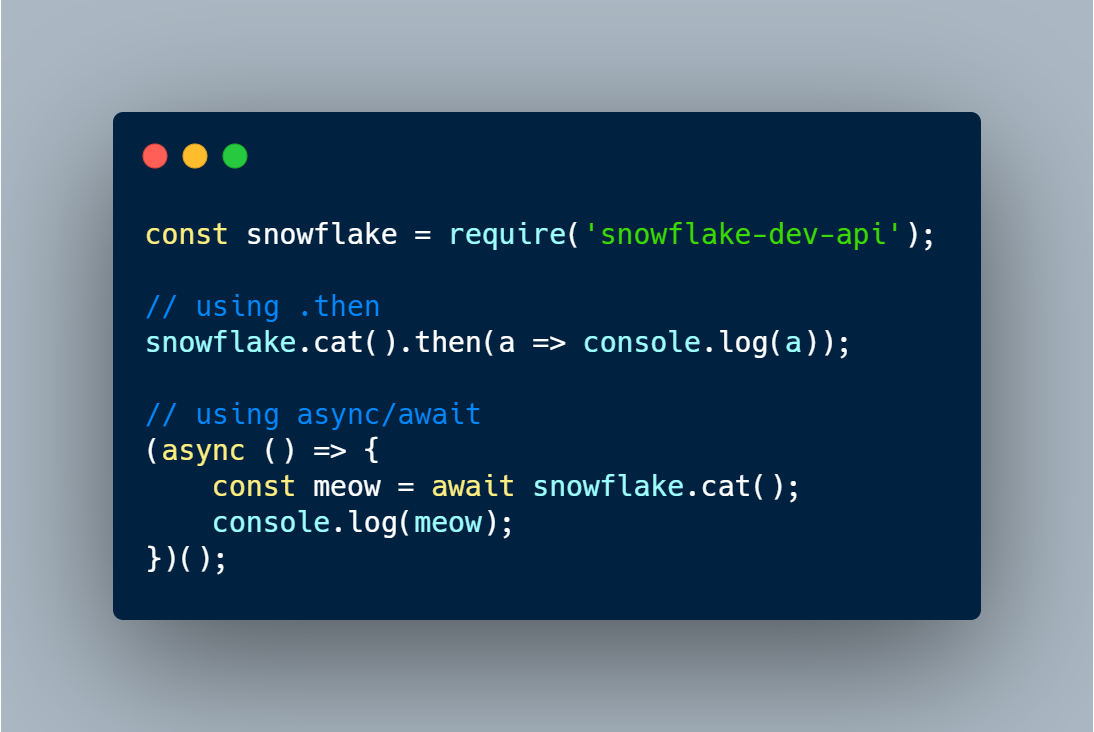 const snowflake = require('snowflake-dev-api');
// using .then
snowflake.cat().then(a => console.log(a));
// using async/await
(async () => {
    const meow = await snowflake.cat();
    console.log(meow);
})();